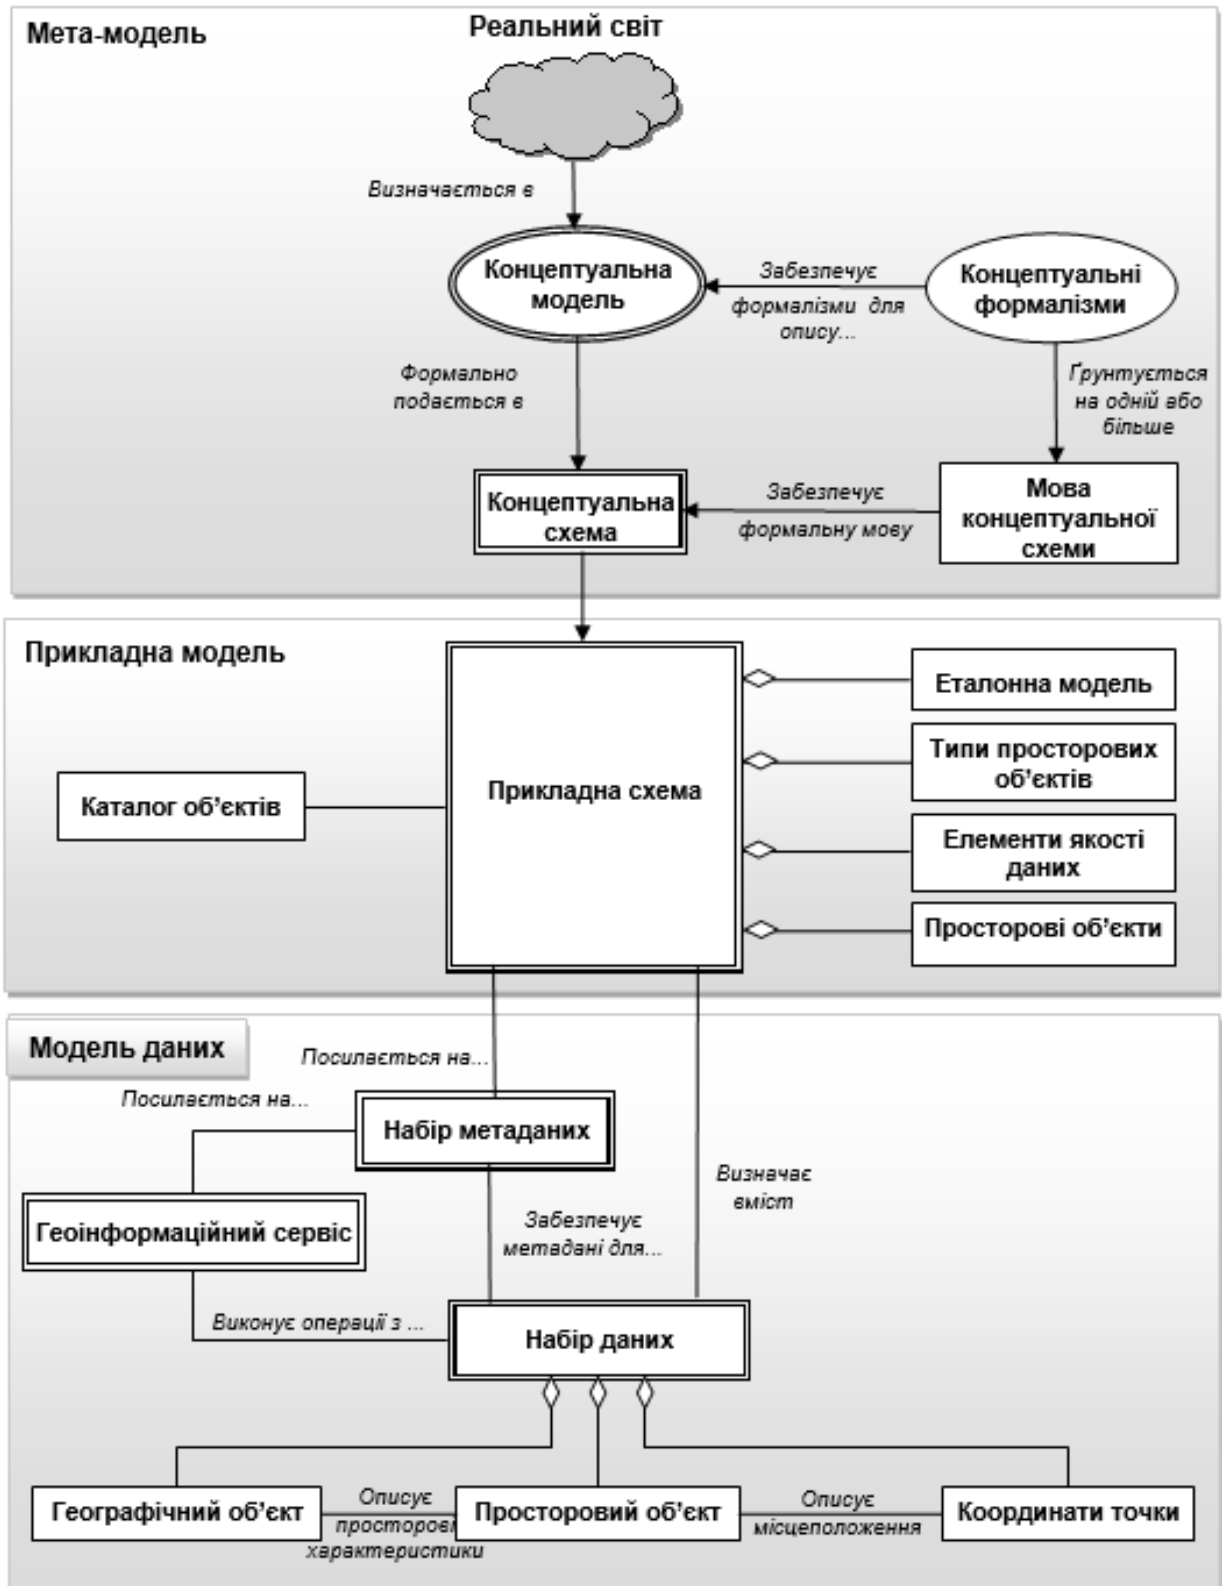 Мета-модель
Реальний світ
Визначається в
Концептуальна
модель
Забезпечує
формалізми для
опису...
Концептуальні
формалізми
Формально
подається в
Ґрунтується
на одній або
більше
Концептуальна
схема
Забезпечує
формальну мову
Мова
концептуальної
схеми
Прикладна модель
Еталонна модель
Типи просторових
об’єктів
Каталог об’єктів
Прикладна схема
Елементи якості
даних
Просторові об’єкти
Модель даних
Посилається на...
Посилається на...
Набір метаданих
Визначає
вміст
Геоінформаційний сервіс
Забезпечує
метадані для...
Виконує операції з ...
Набір даних
Географічний об’єкт
Описує
просторові
характеристики
Просторовий об’єкт
Описує
місцеположення
Координати точки